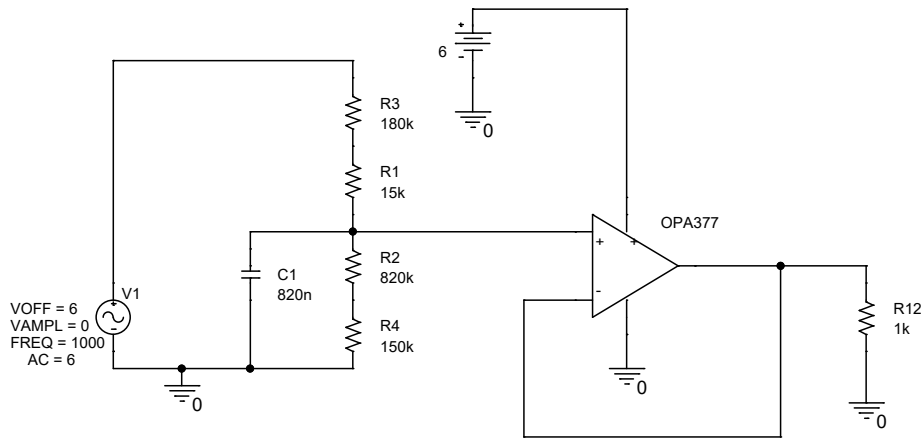 +
6
-
0
R3
180k
R1
15k
OPA377
+
+
-
R2
820k
C1
820n
V1
+
-
VOFF = 6
VAMPL = 0
FREQ = 1000
AC = 6
R4
150k
R12
1k
0
0
0